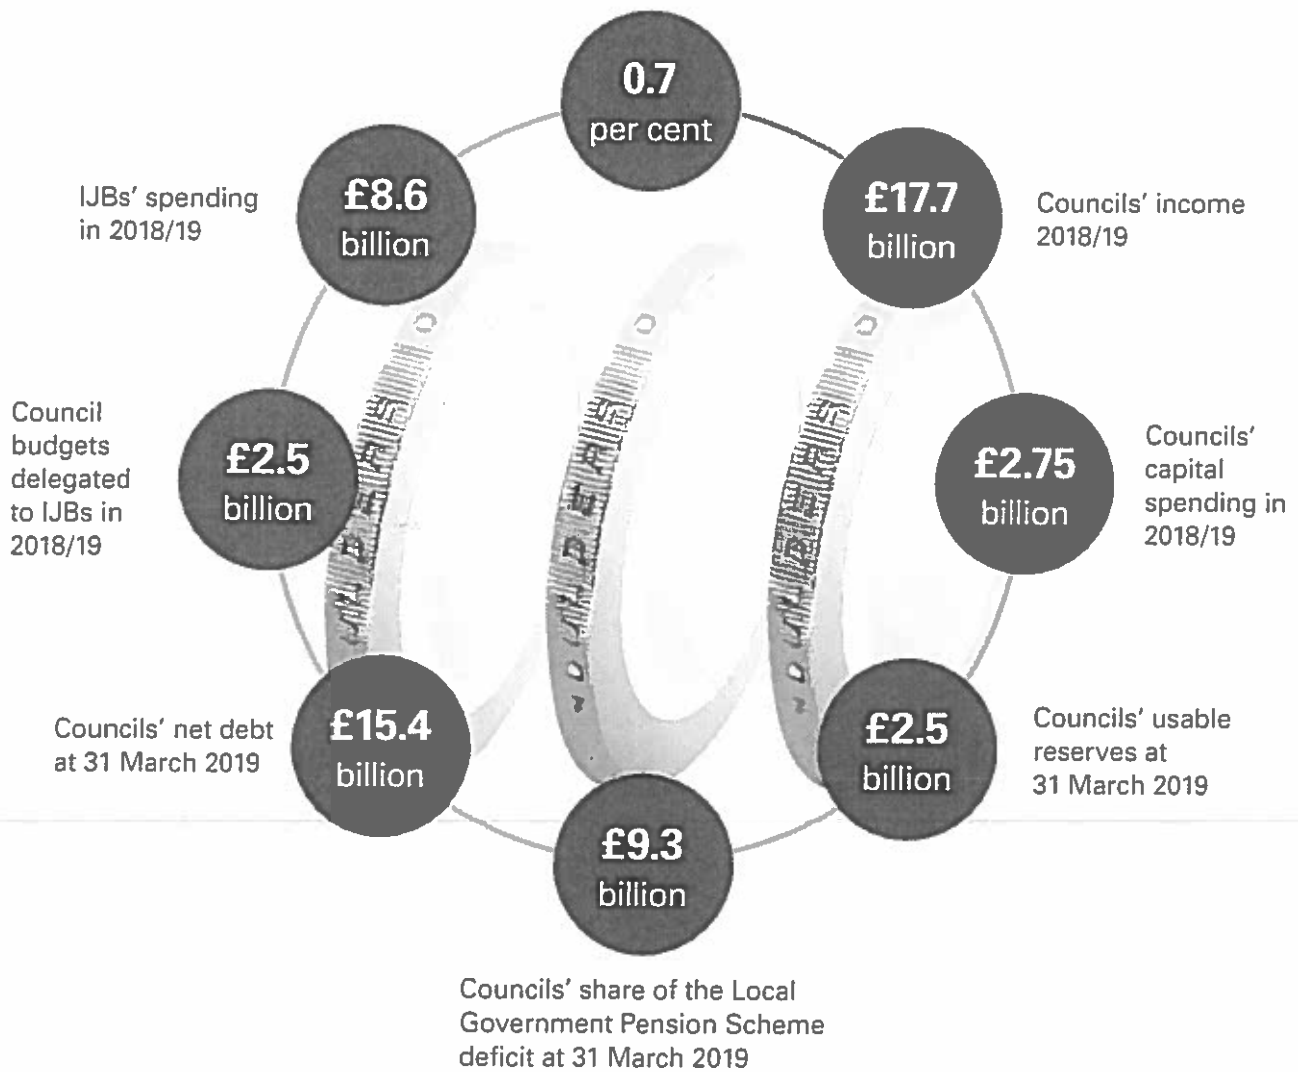 0.7
per cent
£17.7
billion
Councils' income
2018/19
£2.75
billion
Councils'
capital
spending in
2018/19
£2.5
billion
Councils' usable
reserves at
31 March 2019
£9.3
billion
Councils' share of the Local
Government Pension Scheme
deficit at 31 March 2019
£15.4
billion
Councils' net debt
at 31 March 2019
£2.5
billion
Council
budgets
delegated
to IJBs in
2018/19
£8.6
billion
IJBs' spending
in 2018/19